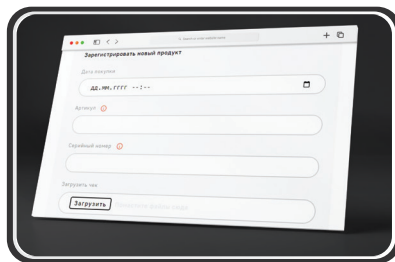 Зарегистрировать новый продукт
Дата покупки
дд.мм.гггг --:--
Артикул
Серийный номер
Загрузить чек
Загрузить